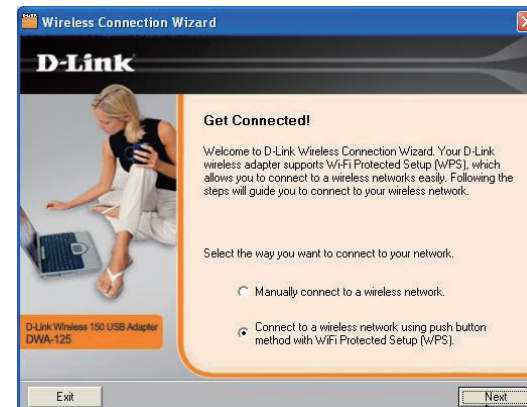 Wireless Connection Wizard
D-Link
Get Connected!
Welcome to D-Link Wireless Connection Wizard. Your D-Link
wireless adapter supports Wi-Fi Protected Setup (WPS), which
allows you to connect to a wireless networks easily. Following the
steps will guide you to connect to your wireless network.
Select the way you want to connect to your network.
Manually connect to a wireless network.
Connect to a wireless network using push button
method with WiFi Protected Setup (WPS).
D-Link Wireless 150 USB Adapter
DWA-125
Exit
Next